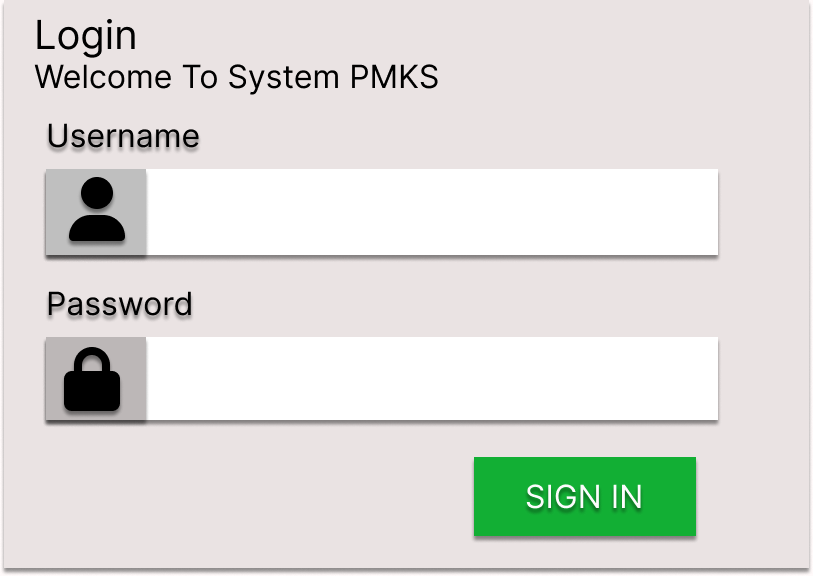 Login
Welcome To System PMKS
Username
Password
SIGN IN